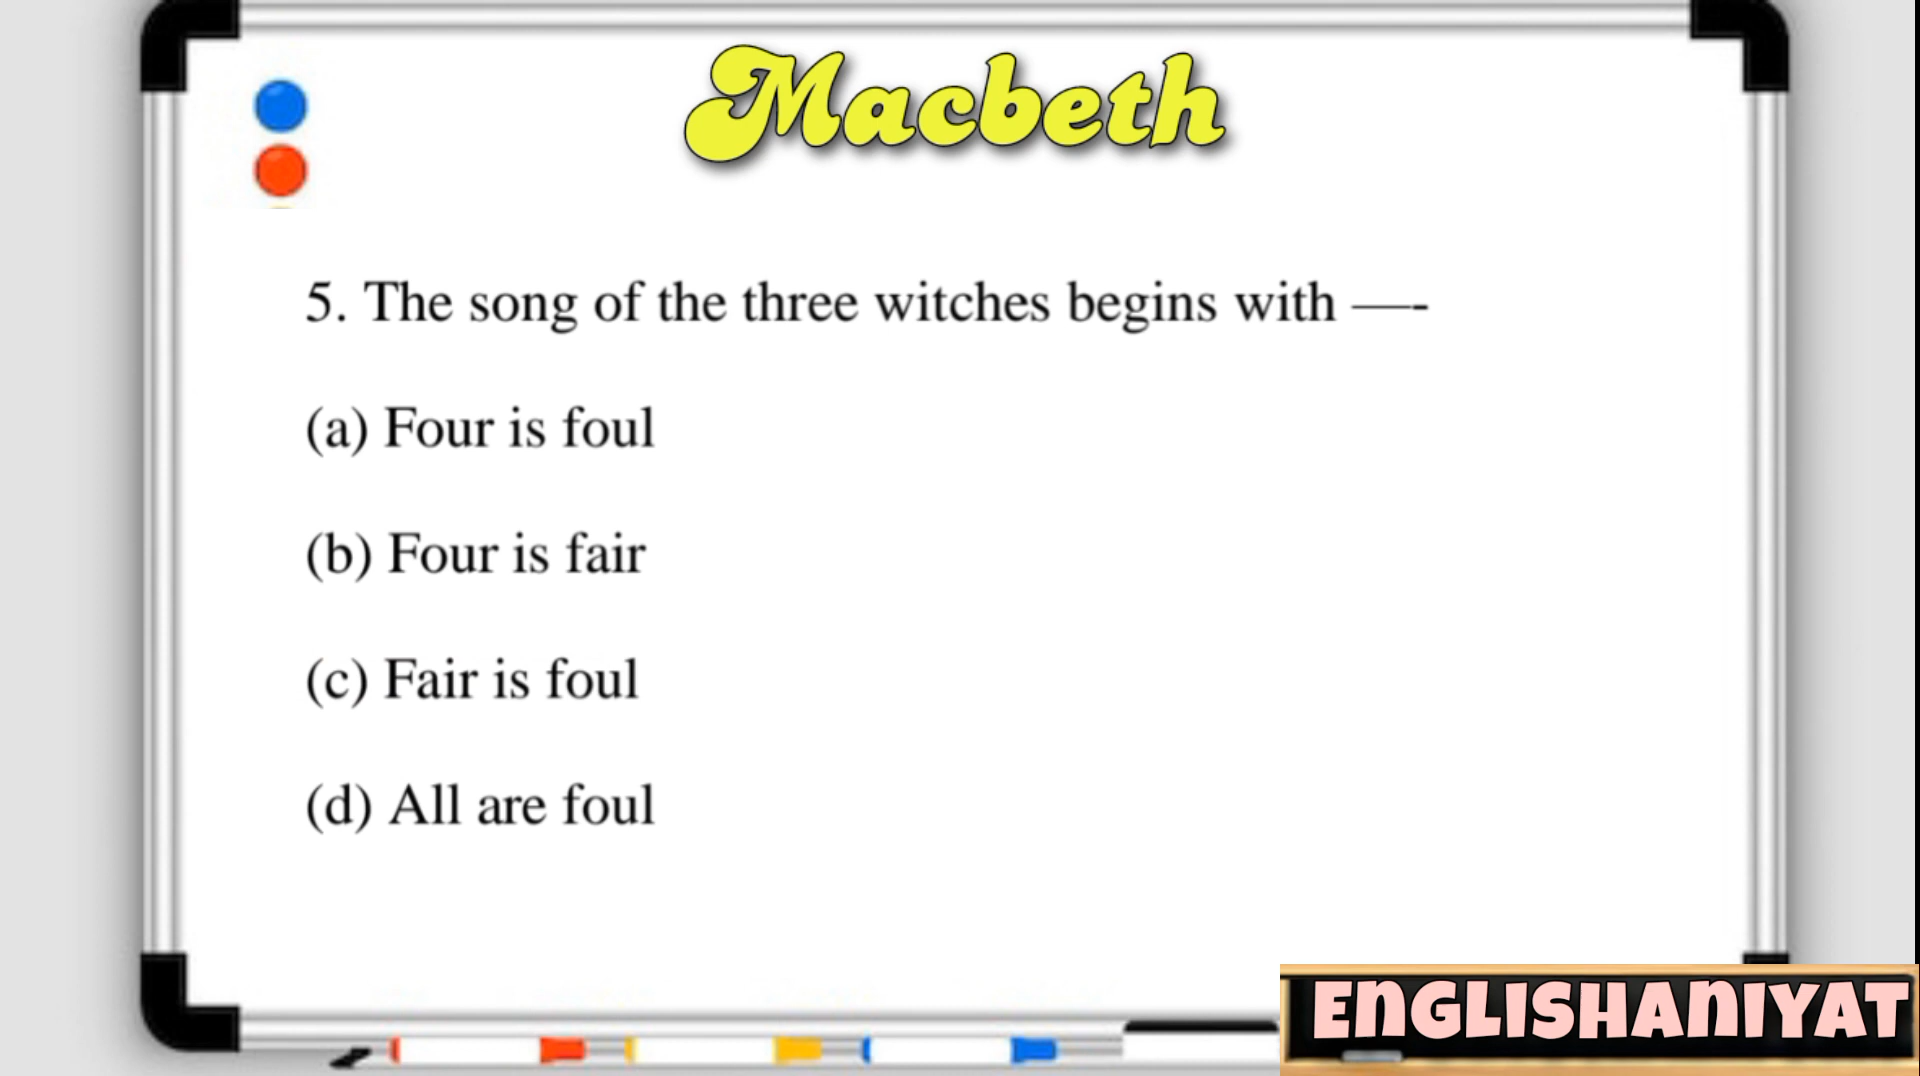 Macbeth
5. The song of the three witches begins with —-
(a) Four is foul
(b) Four is fair
(c) Fair is foul
(d) All are foul
ENGLISHANIYAT